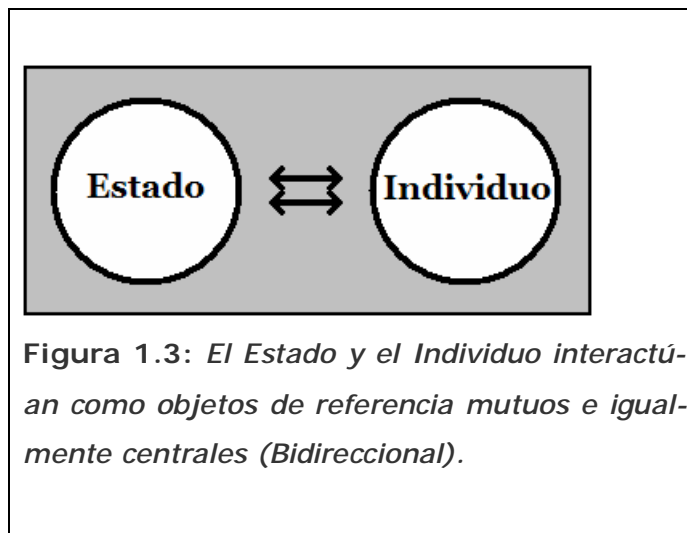 Estado Individuo
Figura 1.3: El Estado y el Individuo interactú-
an como objetos de referencia mutuos e igual-
mente centrales (Bidireccional).